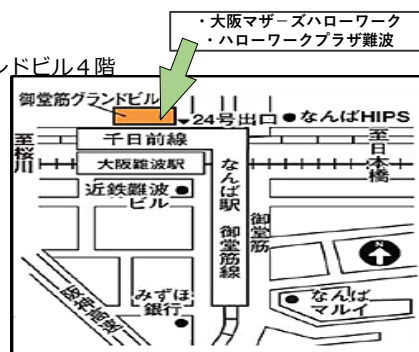 ・大阪マザーズハローワーク
・ハローワークプラザ難波
ンドビル４階
御堂筋グランドビル
24号出口
なんばHIPS
千日前線
至桜川
至日本橋
大阪難波駅
なんば駅
御堂筋線
御堂筋
近鉄難波
ビル
N
阪神高速
みずほ
銀行
なんば
マルイ